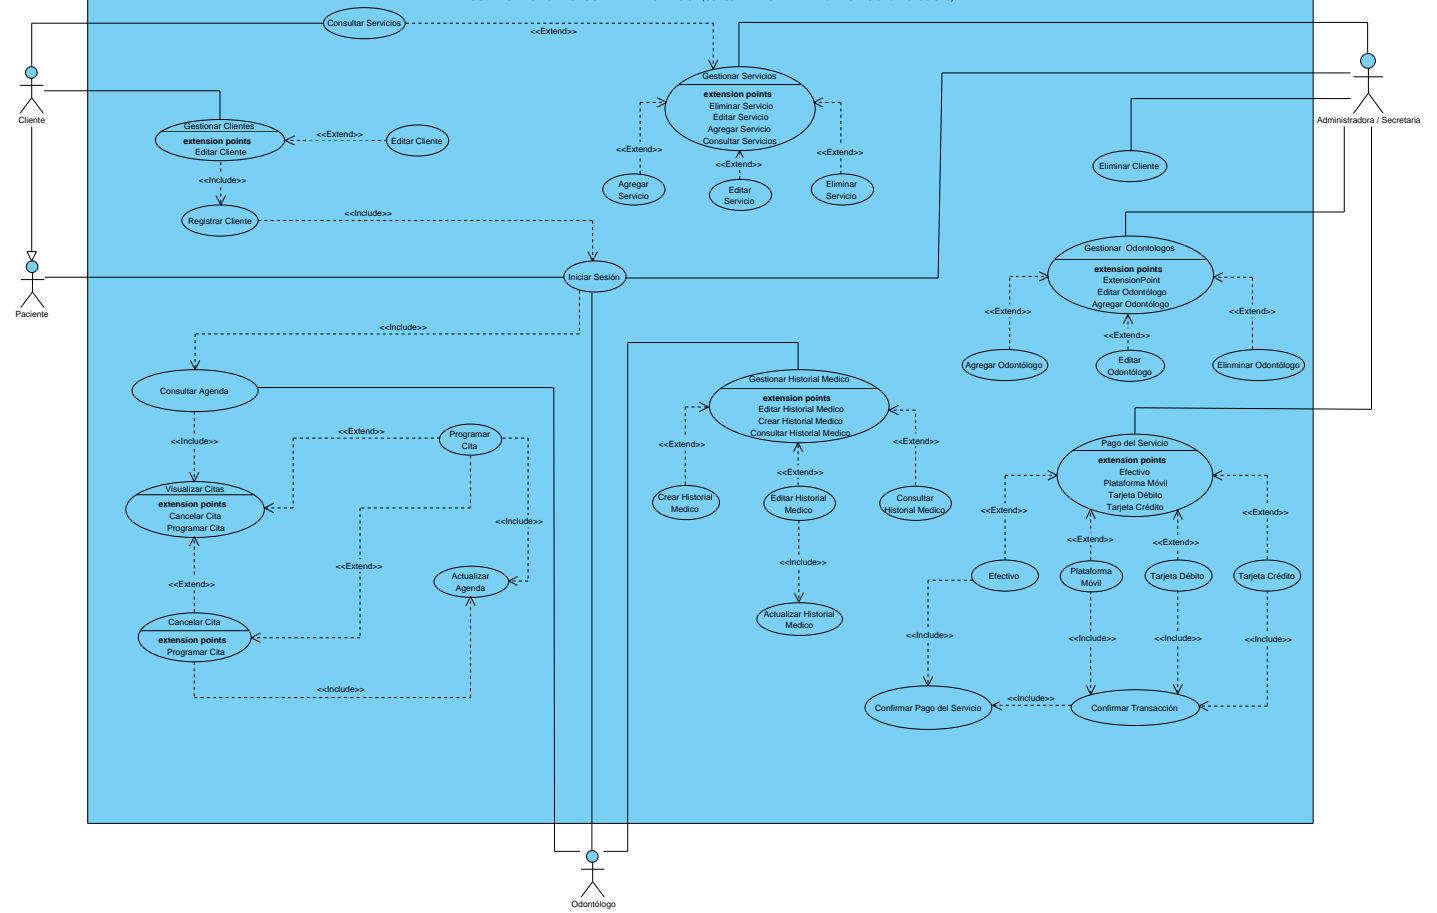 Consultar Servicios
<<Extend>>
Gestionar Servicios
extension points
Eliminar Servicio
Editar Servicio
Agregar Servicio
Consultar Servicios
<<Extend>>
<<Extend>>
<<Extend>>
Agregar
Servicio
Editar
Servicio
Eliminar
Servicio
Cliente
Administradora / Secretaria
Gestionar Clientes
extension points
Editar Cliente
<<Extend>>
Editar Cliente
<<Include>>
Registrar Cliente
<<Include>>
Eliminar Cliente
Paciente
Iniciar Sesión
<<Include>>
Gestionar Odontologos
extension points
ExtensionPoint
Editar Odontólogo
Agregar Odontólogo
<<Extend>>
<<Extend>>
<<Extend>>
Agregar Odontólogo
Editar
Odontólogo
Elinminar Odontólogo
Consultar Agenda
<<Include>>
<<Extend>>
Programar
Cita
Visualizar Citas
extension points
Cancelar Cita
Programar Cita
<<Include>>
<<Extend>>
<<Extend>>
Actualizar
Agenda
Cancelar Cita
extension points
Programar Cita
<<Include>>
Gestionar Historial Medico
extension points
Editar Historial Medico
Crear Historial Medico
Consultar Historial Medico
<<Extend>>
<<Extend>>
<<Extend>>
Crear Historial
Medico
Editar Historial
Medico
Consultar
Historial Medico
<<Include>>
Actualizar Historial
Medico
Pago del Servicio
extension points
Efectivo
Plataforma Móvil
Tarjeta Débito
Tarjeta Crédito
<<Extend>>
<<Extend>>
<<Extend>>
<<Extend>>
Efectivo
Plataforma
Móvil
Tarjeta Débito
Tarjeta Crédito
<<Include>>
<<Include>>
<<Include>>
<<Include>>
Confirmar Pago del Servicio
<<Include>>
Confirmar Transacción
Odontólogo